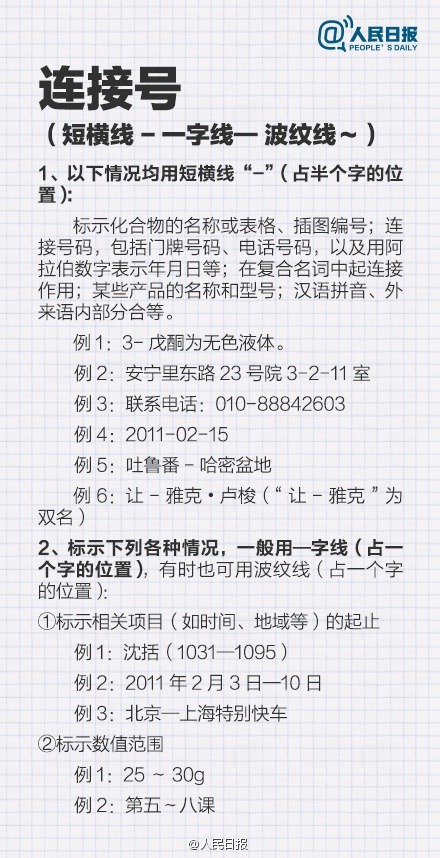 @人民日报
PEOPLE'S DAILY
连接号
（短横线 – 一字线— 波纹线～）
1、以下情况均用短横线“–”（占半个字的位
置）：
标示化合物的名称或表格、插图编号；连
接号码，包括门牌号码、电话号码，以及用阿
拉伯数字表示年月日等；在复合名词中起连接
作用；某些产品的名称和型号；汉语拼音、外
来语内部分合等。
例 1：3- 戊酮为无色液体。
例 2：安宁里东路 23 号院 3-2-11 室
例 3：联系电话：010-88842603
例 4：2011-02-15
例 5：吐鲁番 – 哈密盆地
例 6：让 – 雅克·卢梭（“ 让 – 雅克 ”为
双名）
2、标示下列各种情况，一般用—字线（占一
个字的位置），有时也可用波纹线（占一个字
的位置）：
①标示相关项目（如时间、地域等）的起止
例 1：沈括（1031—1095）
例 2：2011 年 2 月 3 日—10 日
例 3：北京—上海特别快车
②标示数值范围
例 1：25 ～ 30g
例 2：第五～八课
@人民日报